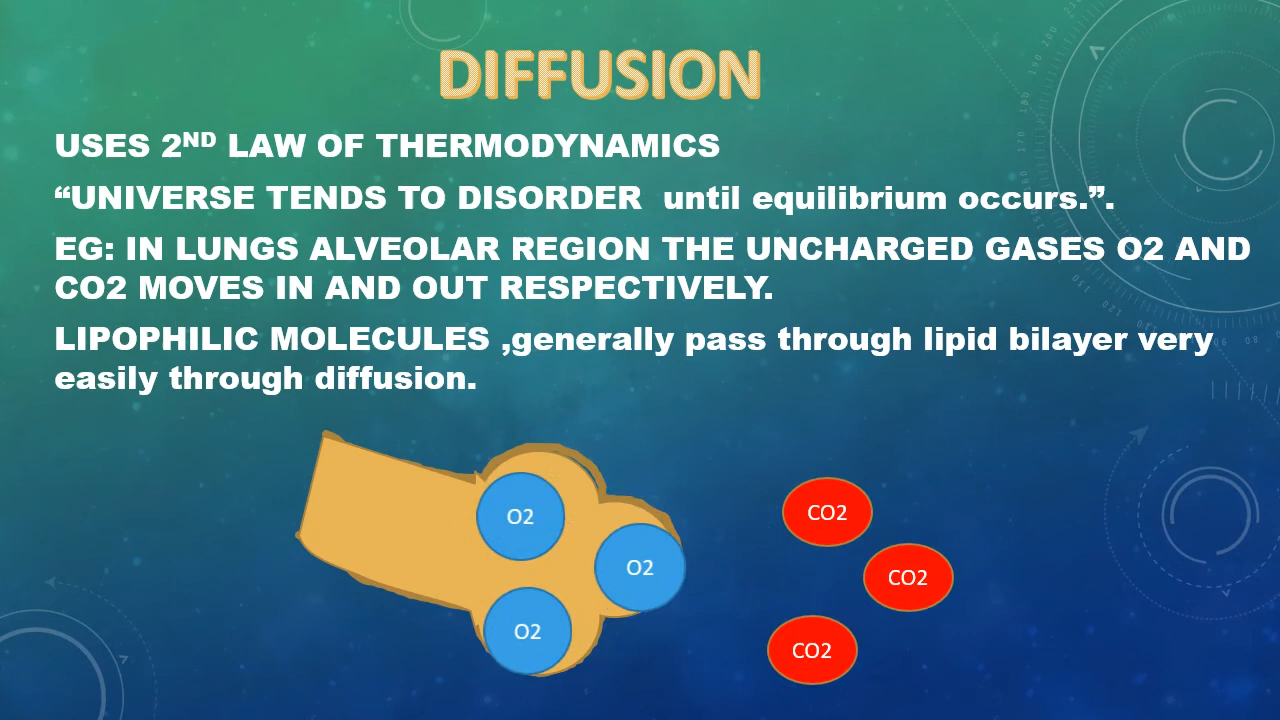 DIFFUSION
USES 2ND LAW OF THERMODYNAMICS
“UNIVERSE TENDS TO DISORDER  until equilibrium occurs.”.
EG: IN LUNGS ALVEOLAR REGION THE UNCHARGED GASES O2 AND
CO2 MOVES IN AND OUT RESPECTIVELY.
LIPOPHILIC MOLECULES ,generally pass through lipid bilayer very
easily through diffusion.
O2
CO2
O2
CO2
O2
CO2